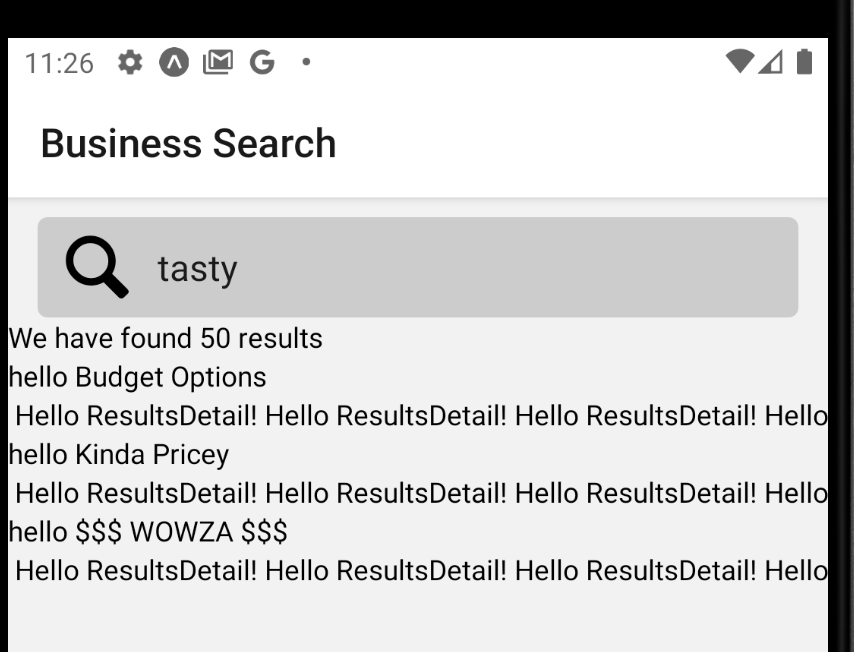 11:26
Business Search
tasty
We have found 50 results
hello Budget Options
Hello ResultsDetail! Hello ResultsDetail! Hello ResultsDetail! Hello
hello Kinda Pricey
Hello ResultsDetail! Hello ResultsDetail! Hello ResultsDetail! Hello
hello $$$ WOWZA $$$
Hello ResultsDetail! Hello ResultsDetail! Hello ResultsDetail! Hello